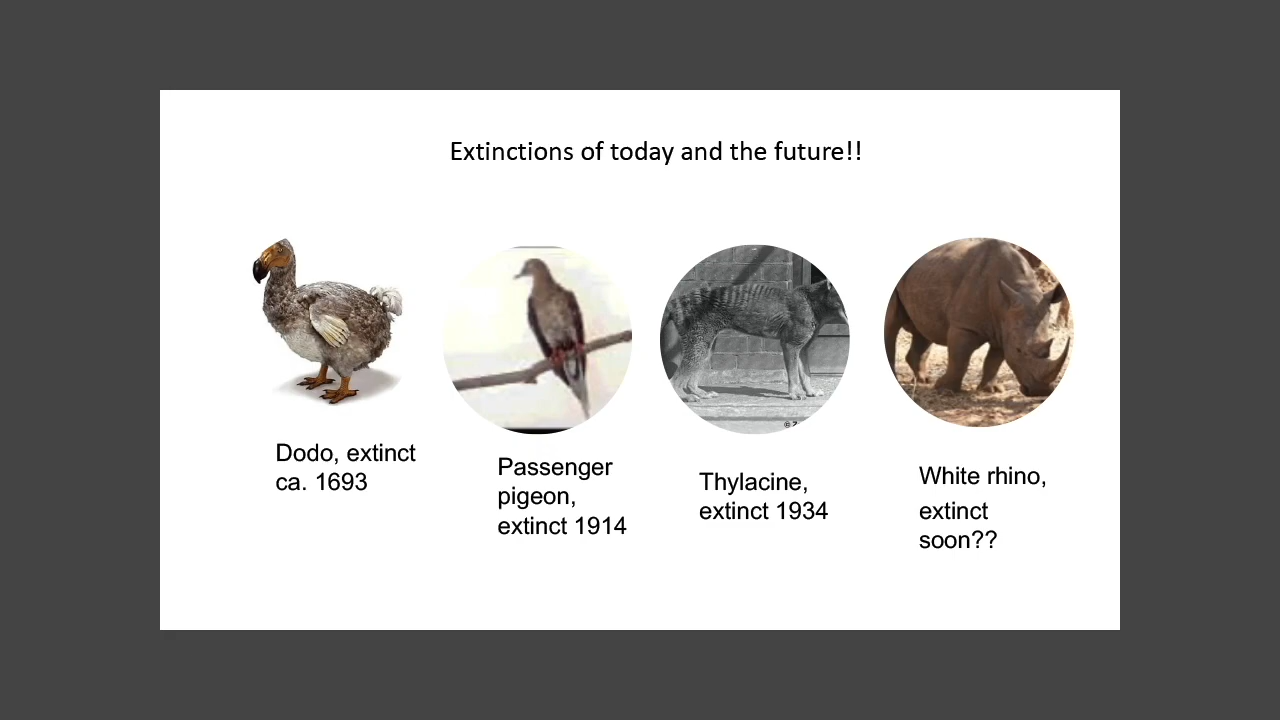 Extinctions of today and the future!!
Dodo, extinct
ca. 1693
Passenger
pigeon,
extinct 1914
Thylacine,
extinct 1934
White rhino,
extinct
soon??